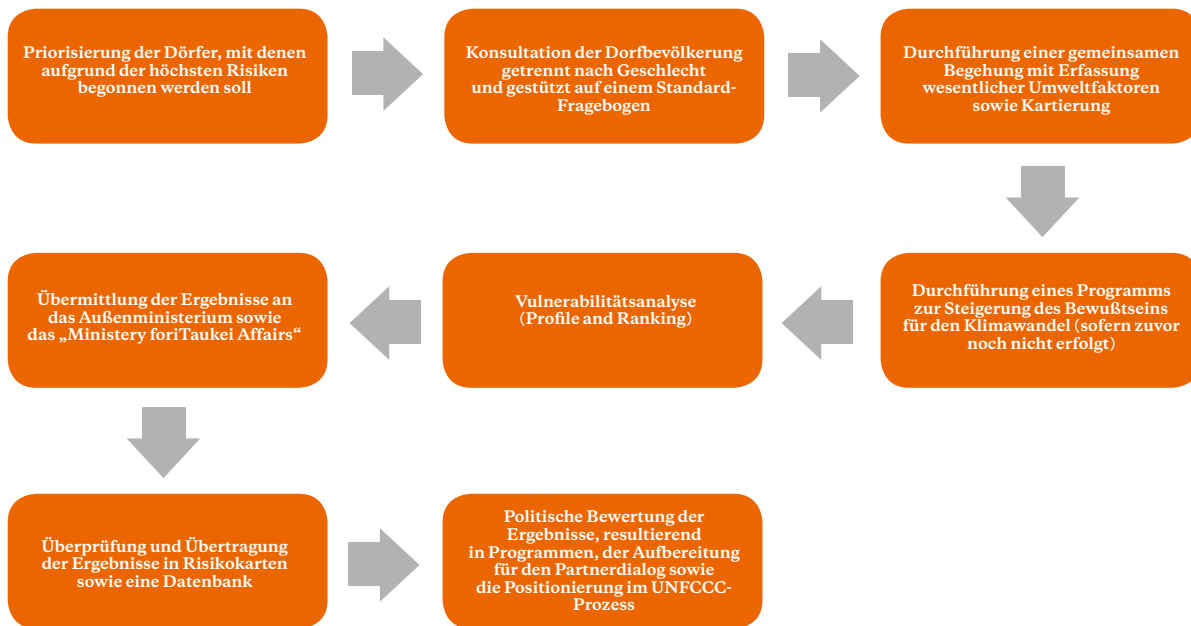 Priorisierung der Dörfer, mit denen
aufgrund der höchsten Risiken
begonnen werden soll
Konsultation der Dorfbevölkerung
getrennt nach Geschlecht
und gestützt auf einem Standard-
Fragebogen
Durchführung einer gemeinsamen
Begehung mit Erfassung
wesentlicher Umweltfaktoren
sowie Kartierung
Durchführung eines Programms
zur Steigerung des Bewußtseins
für den Klimawandel (sofern zuvor
noch nicht erfolgt)
Vulnerabilitätsanalyse
(Profile and Ranking)
Übermittlung der Ergebnisse an
das Außenministerium sowie
das „Ministery foriTaukei Affairs“
Überprüfung und Übertragung
der Ergebnisse in Risikokarten
sowie eine Datenbank
Politische Bewertung der
Ergebnisse, resultierend
in Programmen, der Aufbereitung
für den Partnerdialog sowie
die Positionierung im UNFCCC-
Prozess